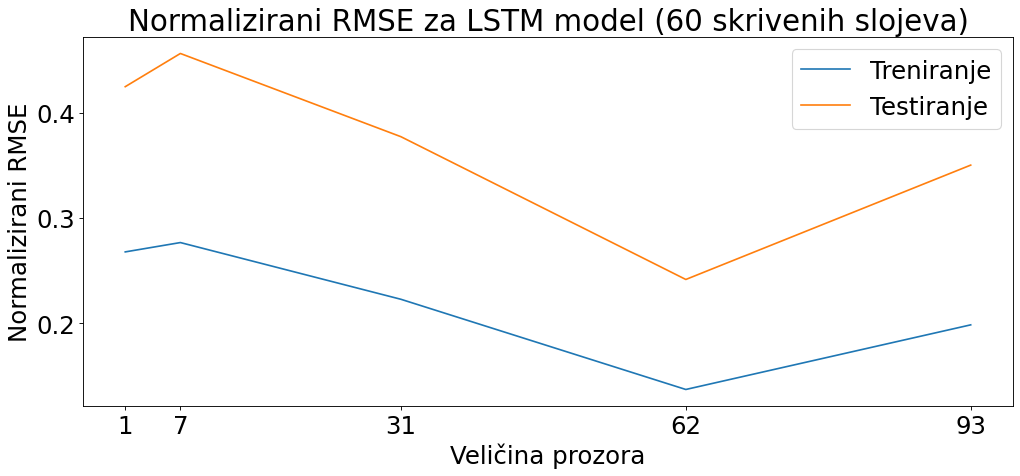 Normalizirani RMSE za LSTM model (60 skrivenih slojeva)
Treniranje
Testiranje
Normalizirani RMSE
0.4
0.3
0.2
1 7 31 62 93
Veličina prozora